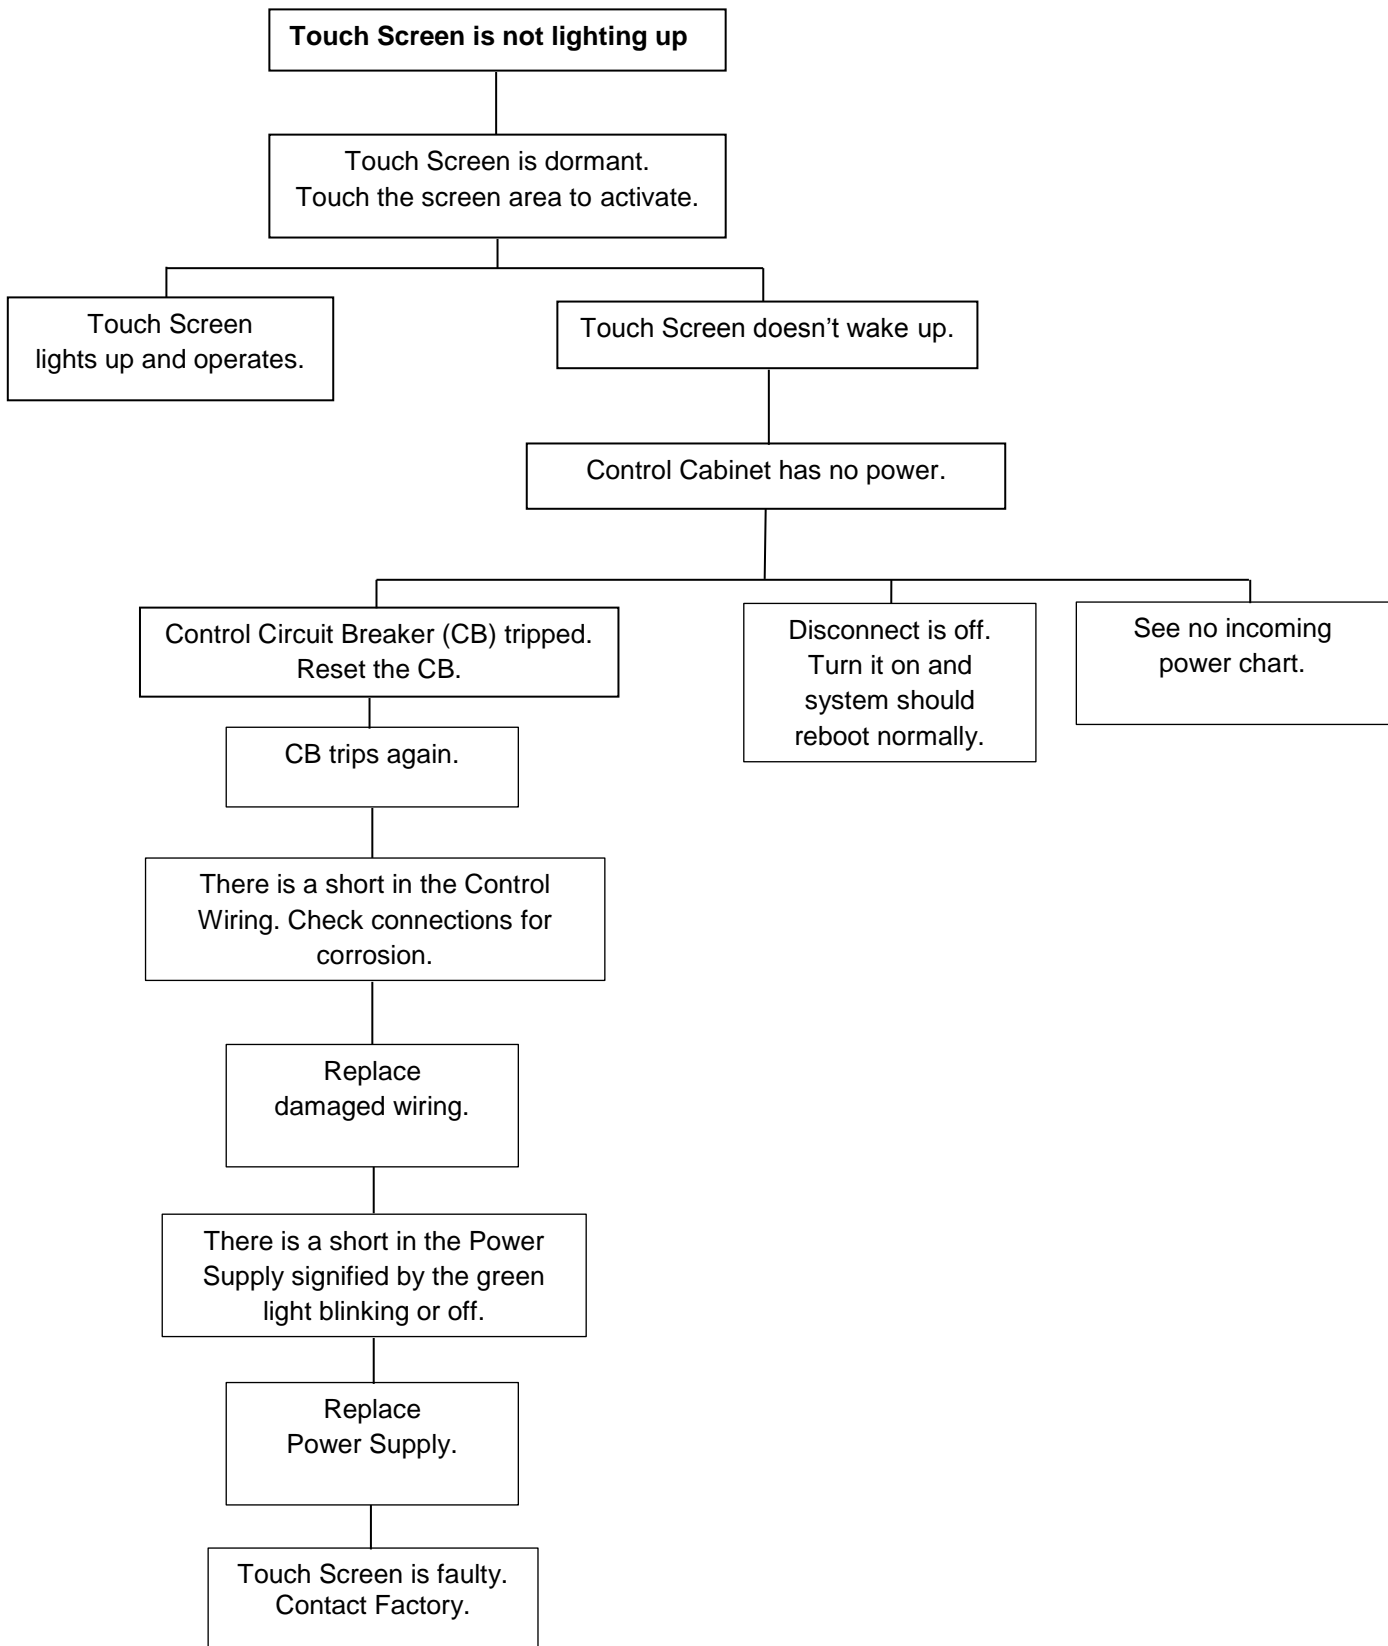 Touch Screen is not lighting up
Touch Screen is dormant.
Touch the screen area to activate.
Touch Screen
lights up and operates.
Touch Screen doesn’t wake up.
Control Cabinet has no power.
Control Circuit Breaker (CB) tripped.
Reset the CB.
Disconnect is off.
Turn it on and
system should
reboot normally.
See no incoming
power chart.
CB trips again.
There is a short in the Control
Wiring. Check connections for
corrosion.
Replace
damaged wiring.
There is a short in the Power
Supply signified by the green
light blinking or off.
Replace
Power Supply.
Touch Screen is faulty.
Contact Factory.